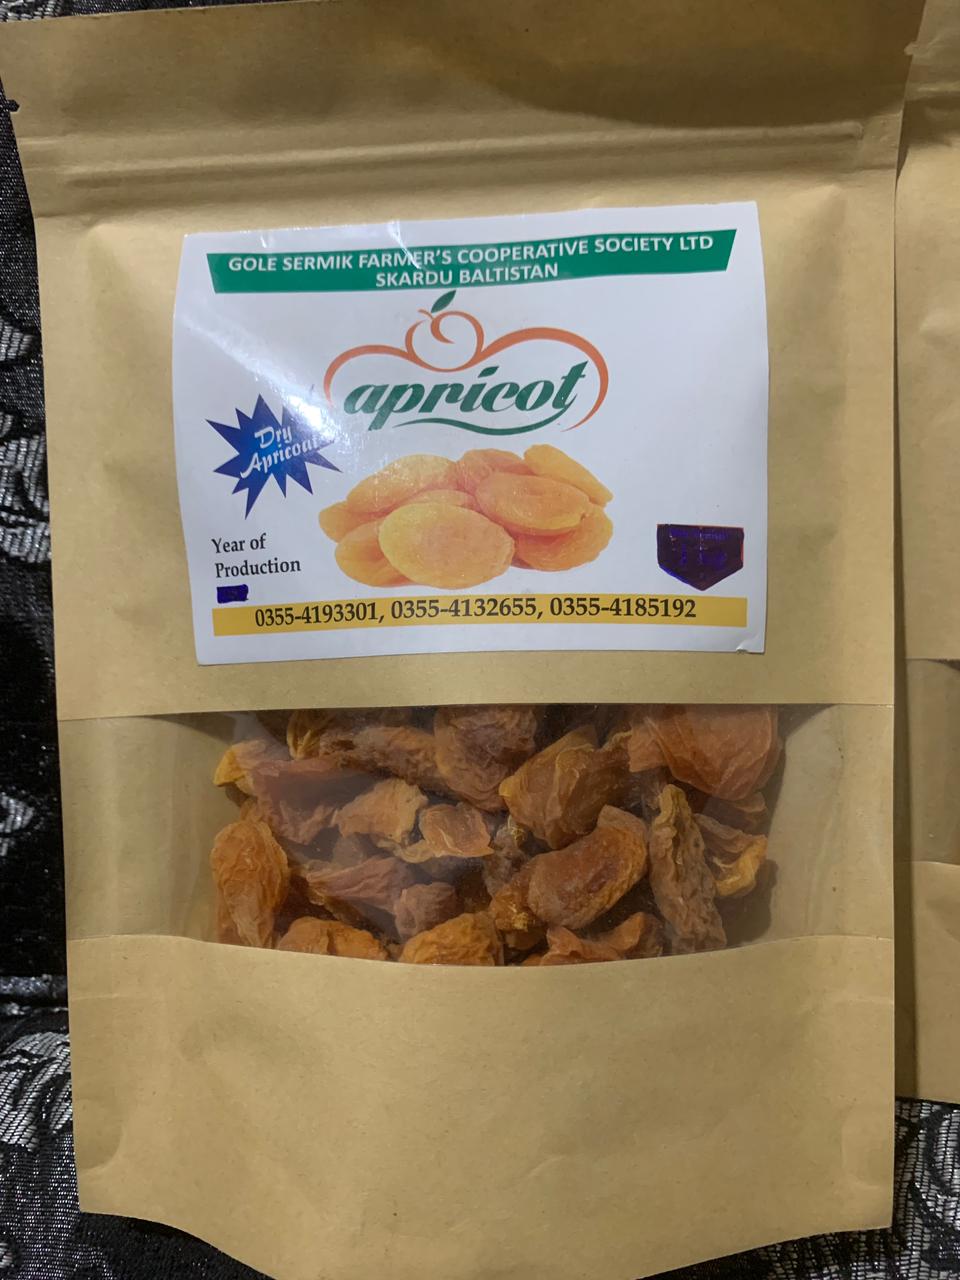 GOLE SERMIK FARMER'S COOPERATIVE SOCIETY LTD
SKARDU BALTISTAN
apricot
Dry
Apricoat
Year of
Production
0355-4193301, 0355-4132655, 0355-4185192